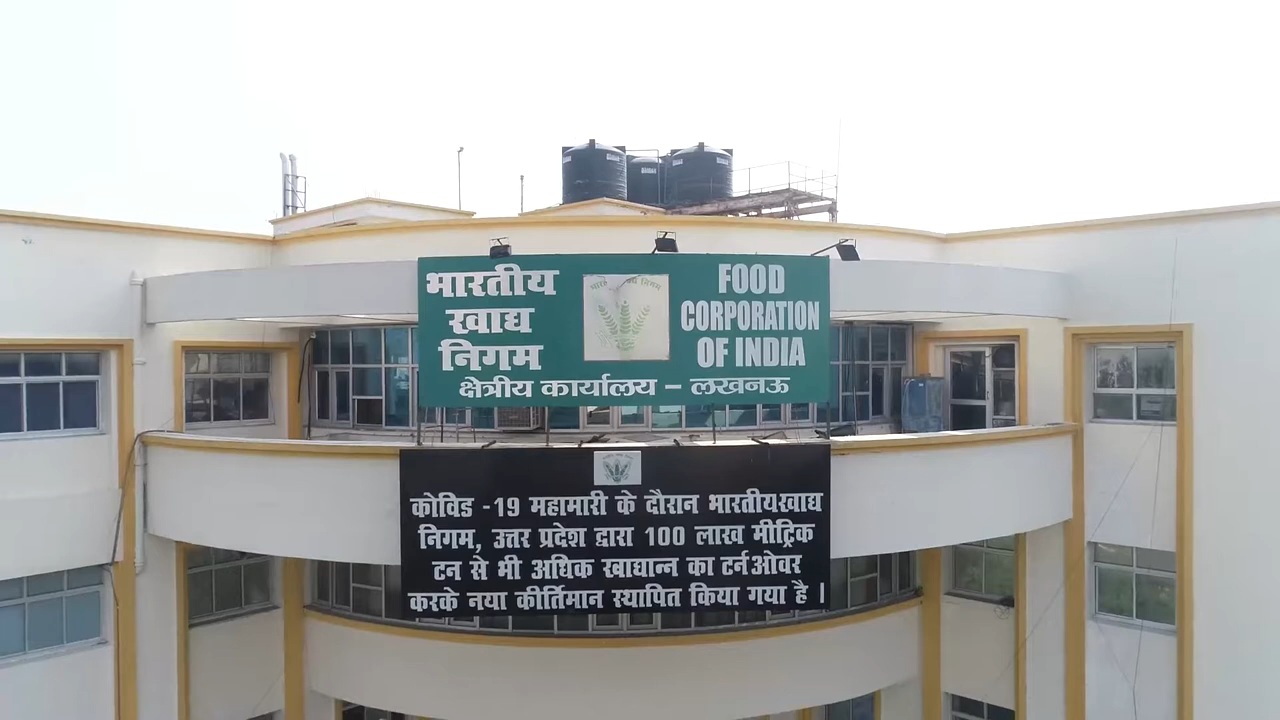 भारतीय
खाद्य
निगम
FOOD
CORPORATION
OF INDIA
क्षेत्रीय कार्यालय – लखनऊ
कोविड -19 महामारी के दौरान भारतीयखाद्य
निगम, उत्तर प्रदेश द्वारा 100 लाख मीट्रिक
टन से भी अधिक खाद्यान्न का टर्नओवर
करके नया कीर्तिमान स्थापित किया गया है |